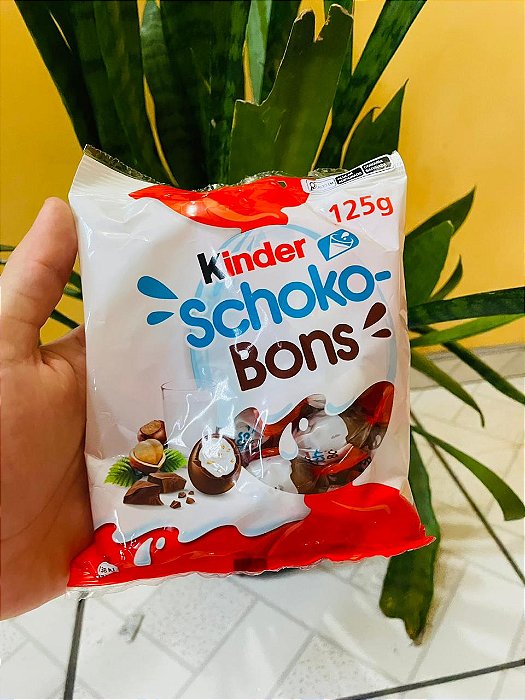 125g
Kinder
Schoko-
Bons